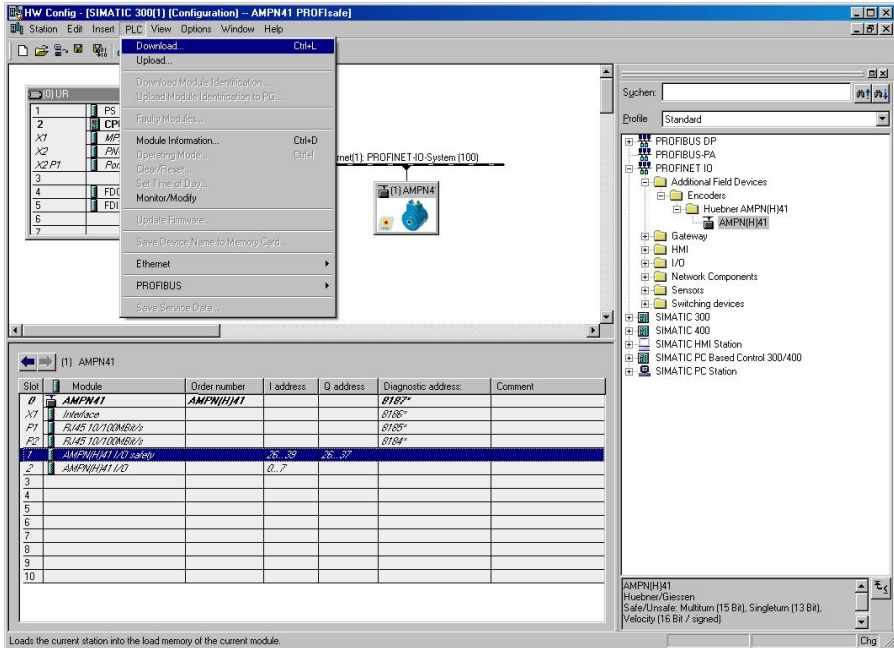 HW Config - [SIMATIC 300(1) (Configuration) -- AMPN41 PROFIsafe]
Station Edit Insert PLC View Options Window Help
Download... Ctrl+L
Upload...
Download Module Identification...
Upload Module Identification to PG...
Faulty Modules...
Module Information... Ctrl+D
Operating Mode... Ctrl+I
Clear/Reset...
Set Time of Day...
Monitor/Modify
Update Firmware...
Save Device Name to Memory Card...
Ethernet
PROFIBUS
Save Service Data...
(0) UR
1 PS
2 CPU
X1 MP
X2 PN-
X2 P1 Por
3
4 FDO
5 FDI
6
7
rnet(1): PROFINET-IO-System (100)
(1) AMPN4
Suchen:
Profile Standard
PROFIBUS DP
PROFIBUS-PA
PROFINET IO
Additional Field Devices
Encoders
Huebner AMPN(H)41
AMPN(H)41
Gateway
HMI
I/O
Network Components
Sensors
Switching devices
SIMATIC 300
SIMATIC 400
SIMATIC HMI Station
SIMATIC PC Based Control 300/400
SIMATIC PC Station
(1) AMPN41
Slot Module Order number I address Q address Diagnostic address: Comment
0 AMPN41 AMPN(H)41 8187*
X1 Interface 8186*
P1 RJ45 10/100MBit/s 8185*
P2 RJ45 10/100MBit/s 8184*
1 AMPN(H)41 I/O safety 26...39 26...37
2 AMPN(H)41 I/O 0...7
3
4
5
6
7
8
9
10
AMPN(H)41
Huebner/Giessen
Safe/Unsafe: Multiturn (15 Bit), Singleturn (13 Bit),
Velocity (16 Bit / signed)
Loads the current station into the load memory of the current module.
Chg